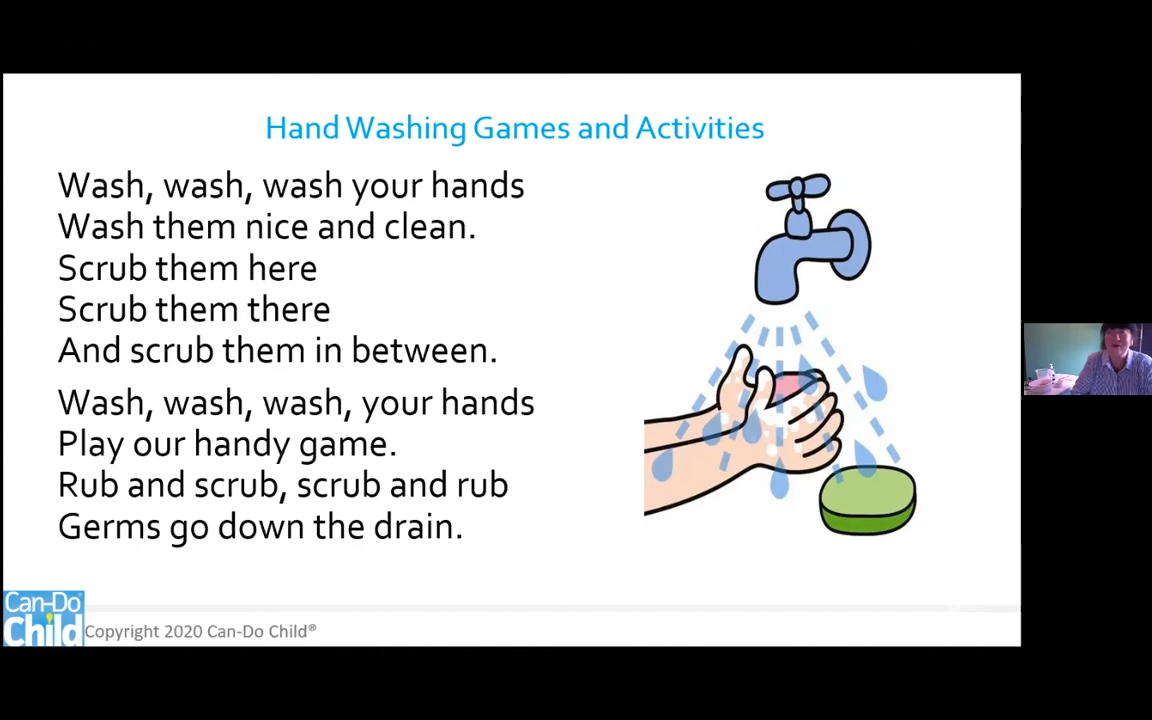 Hand Washing Games and Activities
Wash, wash, wash your hands
Wash them nice and clean.
Scrub them here
Scrub them there
And scrub them in between.
Wash, wash, wash, your hands
Play our handy game.
Rub and scrub, scrub and rub
Germs go down the drain.
Can-Do
Child
Copyright 2020 Can-Do Child®